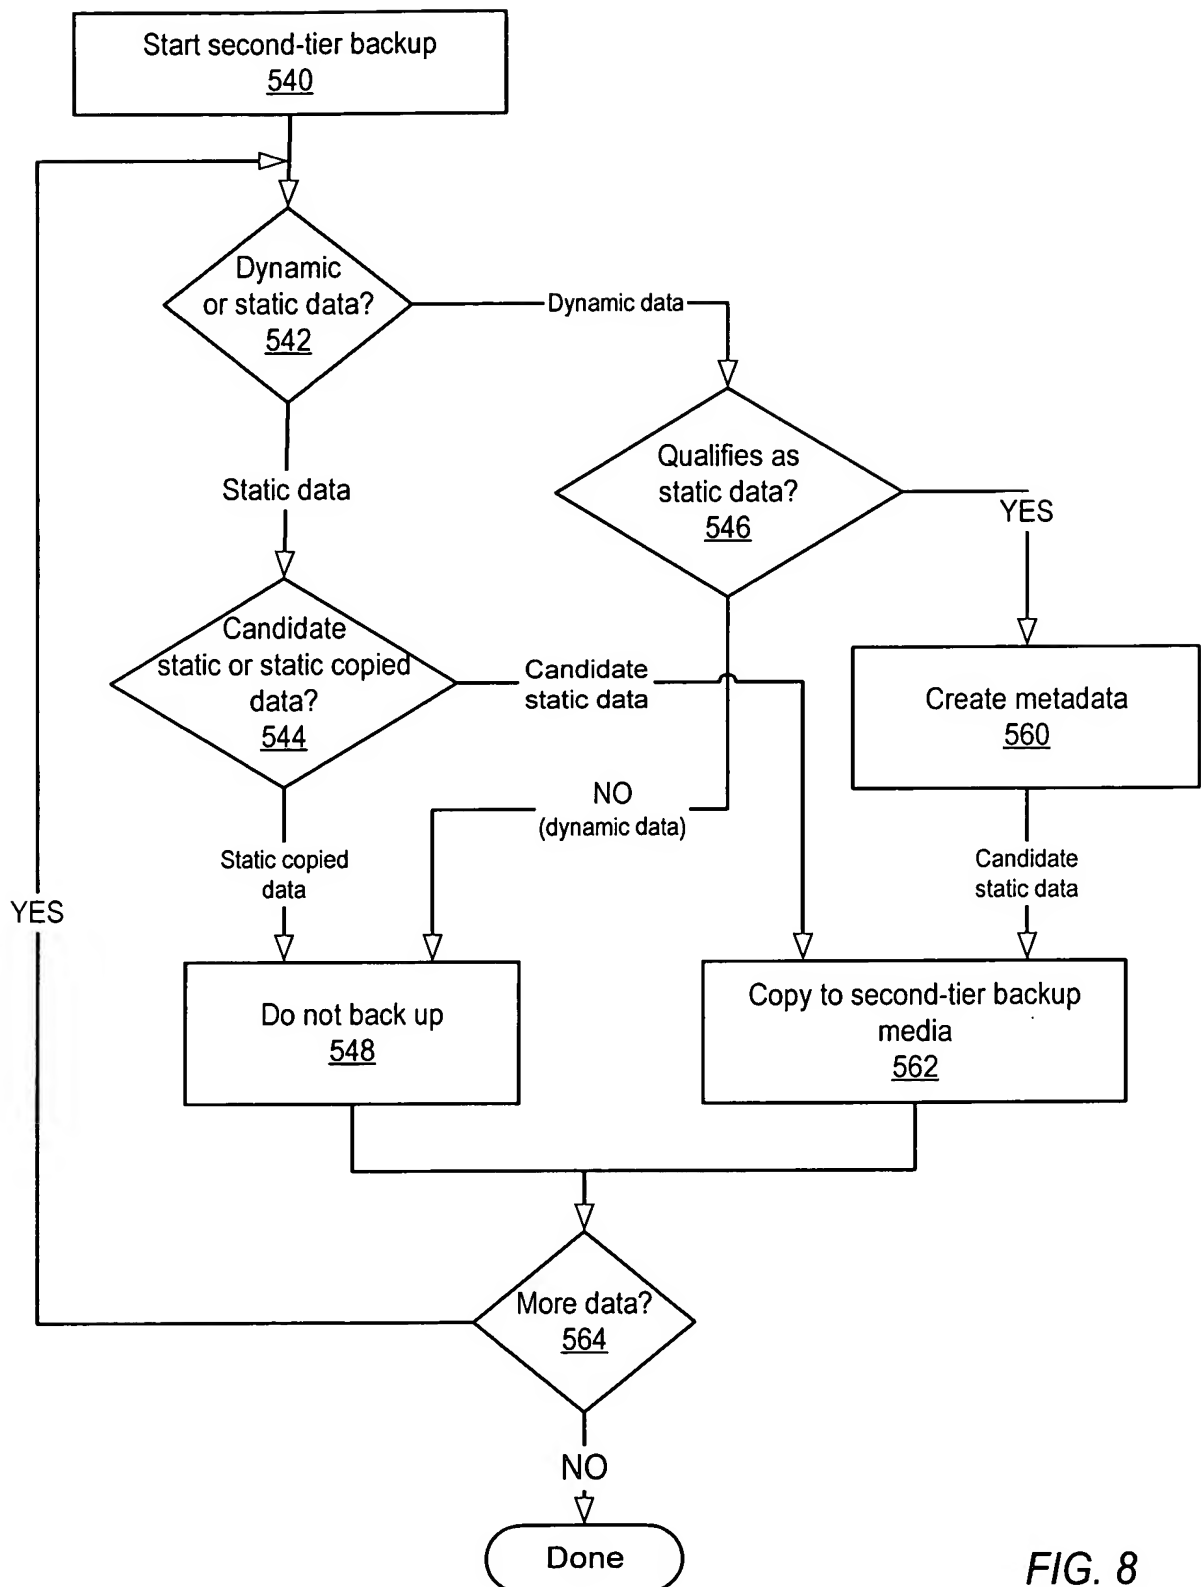 Start second-tier backup
540
Dynamic
or static data?
542
Dynamic data
Qualifies as
static data?
546
YES
Static data
Candidate
static or static copied
data?
544
Candidate
static data
Create metadata
560
NO
(dynamic data)
Static copied
data
Candidate
static data
YES
Do not back up
548
Copy to second-tier backup
media
562
More data?
564
NO
Done
FIG. 8